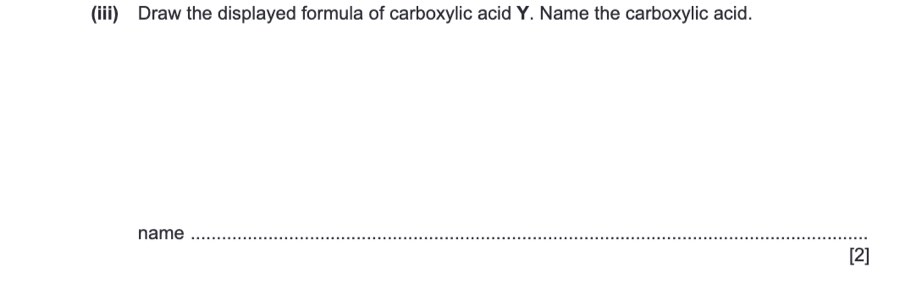 (iii) Draw the displayed formula of carboxylic acid Y. Name the carboxylic acid.
name ..............................................................................................................................
[2]